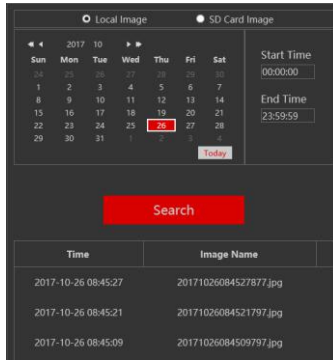 Local Image SD Card Image
2017 10
Sun Mon Tue Wed Thu Fri Sat
24 25 26 27 28 29 30
1 2 3 4 5 6 7
8 9 10 11 12 13 14
15 16 17 18 19 20 21
22 23 24 25 26 27 28
29 30 31 1 2 3 4
Today
Start Time
00:00:00
End Time
23:59:59
Search
Time Image Name
2017-10-26 08:45:27 20171026084527877.jpg
2017-10-26 08:45:21 20171026084521797.jpg
2017-10-26 08:45:09 20171026084509797.jpg